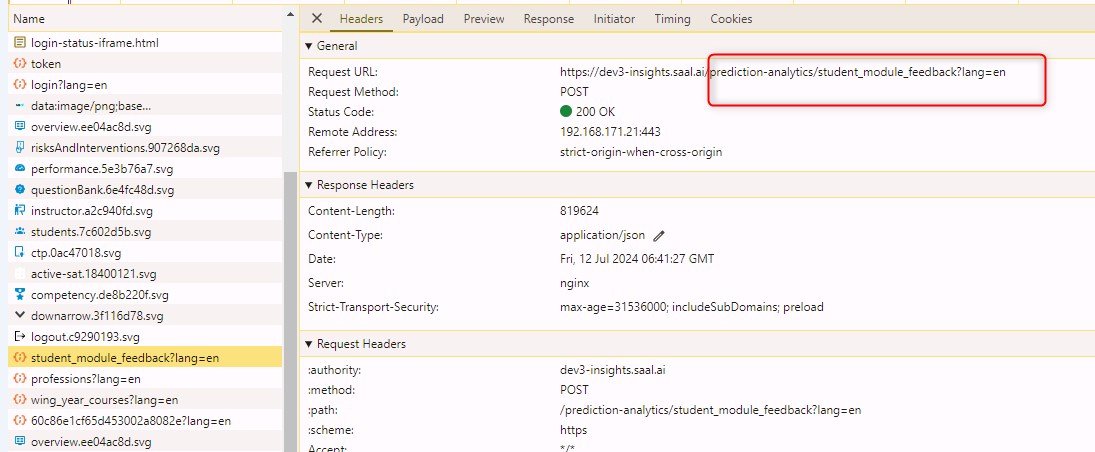 Name
login-status-iframe.html
token
login?lang=en
data:image/png;base...
overview.ee04ac8d.svg
risksAndInterventions.907268da.svg
performance.5e3b76a7.svg
questionBank.6e4fc48d.svg
instructor.a2c940fd.svg
students.7c602d5b.svg
ctp.0ac47018.svg
active-sat.18400121.svg
competency.de8b220f.svg
downarrow.3f116d78.svg
logout.c9290193.svg
student_module_feedback?lang=en
professions?lang=en
wing_year_courses?lang=en
60c86e1cf65d453002a8082e?lang=en
overview.ee04ac8d.svg
Headers Payload Preview Response Initiator Timing Cookies
General
Request URL: https://dev3-insights.saal.ai/prediction-analytics/student_module_feedback?lang=en
Request Method: POST
Status Code: 200 OK
Remote Address: 192.168.171.21:443
Referrer Policy: strict-origin-when-cross-origin
Response Headers
Content-Length: 819624
Content-Type: application/json
Date: Fri, 12 Jul 2024 06:41:27 GMT
Server: nginx
Strict-Transport-Security: max-age=31536000; includeSubDomains; preload
Request Headers
:authority: dev3-insights.saal.ai
:method: POST
:path: /prediction-analytics/student_module_feedback?lang=en
:scheme: https
Accept: */*